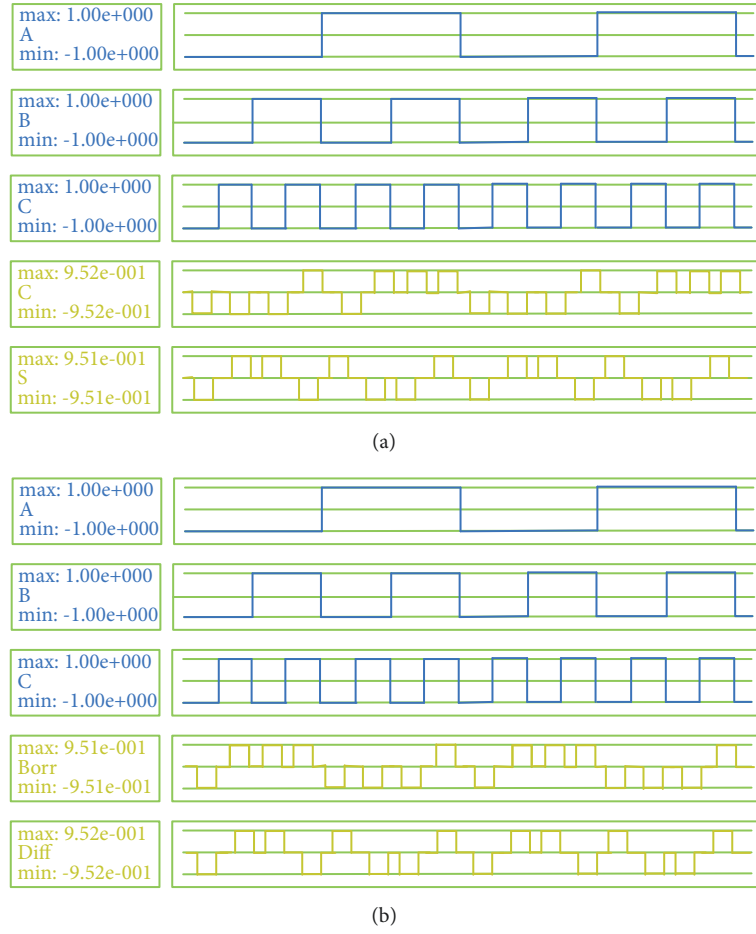 max: 1.00e+000
A
min: -1.00e+000
max: 1.00e+000
B
min: -1.00e+000
max: 1.00e+000
C
min: -1.00e+000
max: 9.52e-001
C
min: -9.52e-001
max: 9.51e-001
S
min: -9.51e-001
(a)
max: 1.00e+000
A
min: -1.00e+000
max: 1.00e+000
B
min: -1.00e+000
max: 1.00e+000
C
min: -1.00e+000
max: 9.51e-001
Borr
min: -9.51e-001
max: 9.52e-001
Diff
min: -9.52e-001
(b)